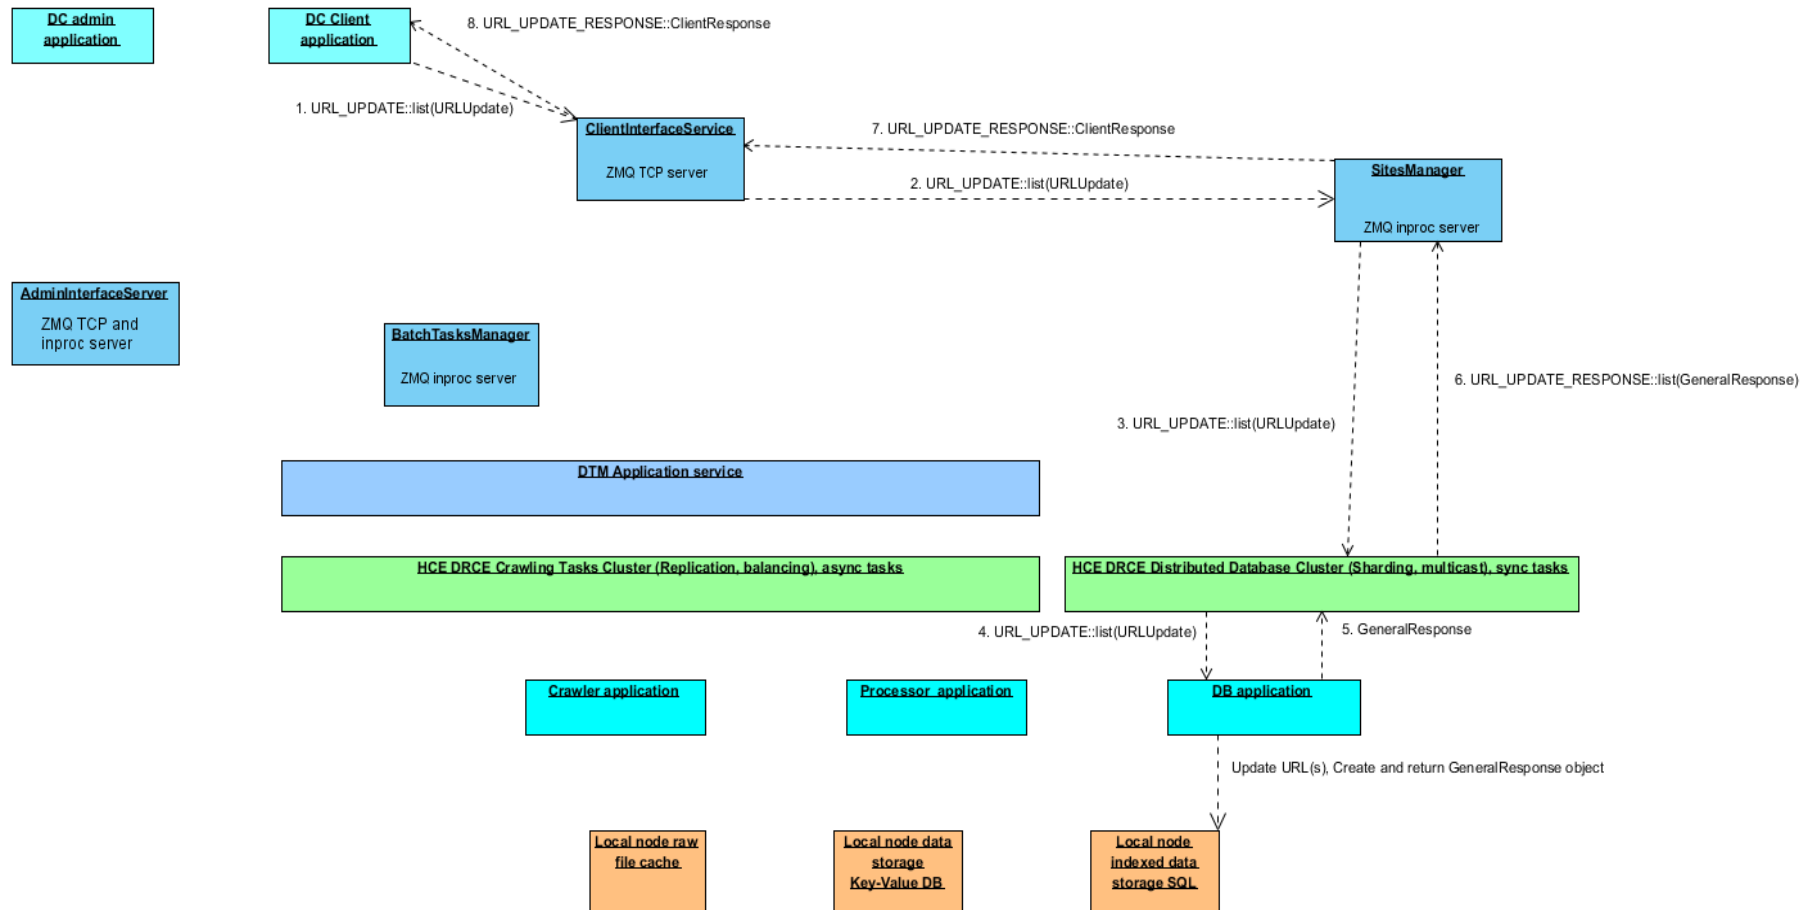 DC admin
application
DC Client
application
8. URL_UPDATE_RESPONSE::ClientResponse
1. URL_UPDATE::list(URLUpdate)
ClientInterfaceService
ZMQ TCP server
7. URL_UPDATE_RESPONSE::ClientResponse
2. URL_UPDATE::list(URLUpdate)
SitesManager
ZMQ inproc server
AdminInterfaceServer
ZMQ TCP and
inproc server
BatchTasksManager
ZMQ inproc server
6. URL_UPDATE_RESPONSE::list(GeneralResponse)
3. URL_UPDATE::list(URLUpdate)
DTM Application service
HCE DRCE Crawling Tasks Cluster (Replication, balancing), async tasks
HCE DRCE Distributed Database Cluster (Sharding, multicast), sync tasks
4. URL_UPDATE::list(URLUpdate)
5. GeneralResponse
Crawler application
Processor application
DB application
Update URL(s), Create and return GeneralResponse object
Local node raw
file cache
Local node data
storage
Key-Value DB
Local node
indexed data
storage SQL